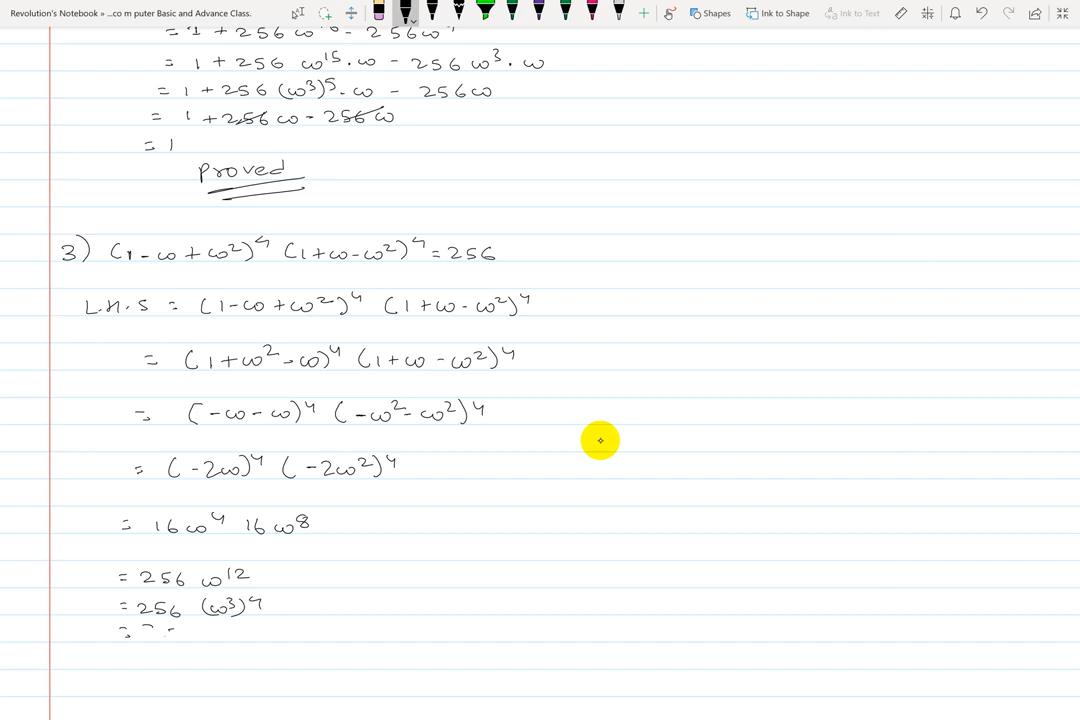 Revolution's Notebook » ...co m puter Basic and Advance Class.
Shapes
Ink to Shape
Ink to Text
= 1 + 256 ω - 256ω
= 1 + 256 ω¹⁵ . ω - 256 ω³ . ω
= 1 + 256 (ω³)⁵ . ω - 256ω
= 1 + 256 ω - 256 ω
= 1
Proved
3) (1 - ω + ω²)⁴ (1 + ω - ω²)⁴ = 256
L.H.S = (1 - ω + ω²)⁴ (1 + ω - ω²)⁴
= (1 + ω² - ω)⁴ (1 + ω - ω²)⁴
= (-ω - ω)⁴ (-ω² - ω²)⁴
= (-2ω)⁴ (-2ω²)⁴
= 16 ω⁴ 16 ω⁸
= 256 ω¹²
= 256 (ω³)⁴
=